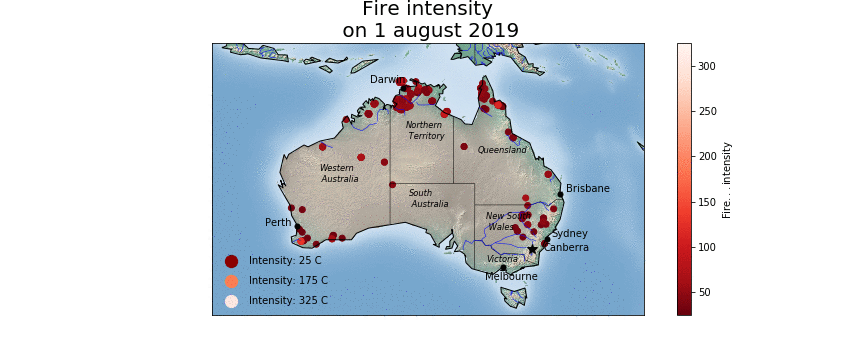 Fire intensity
on 1 august 2019
Darwin
Northern
Territory
Queensland
Western
Australia
South
Australia
Brisbane
New South
Wales
Perth
Sydney
Canberra
Victoria
Melbourne
Intensity: 25 C
Intensity: 175 C
Intensity: 325 C
300
250
200
150
100
50
Fire. . . intensity